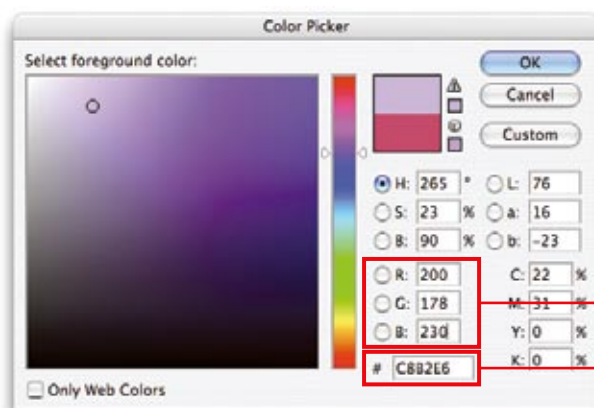 Color Picker
Select foreground color:
OK
Cancel
Custom
H: 265 ° L: 76
S: 23 % a: 16
B: 90 % b: -23
R: 200 C: 22 %
G: 178 M: 31 %
B: 230 Y: 0 %
# C8B2E6 K: 0 %
Only Web Colors